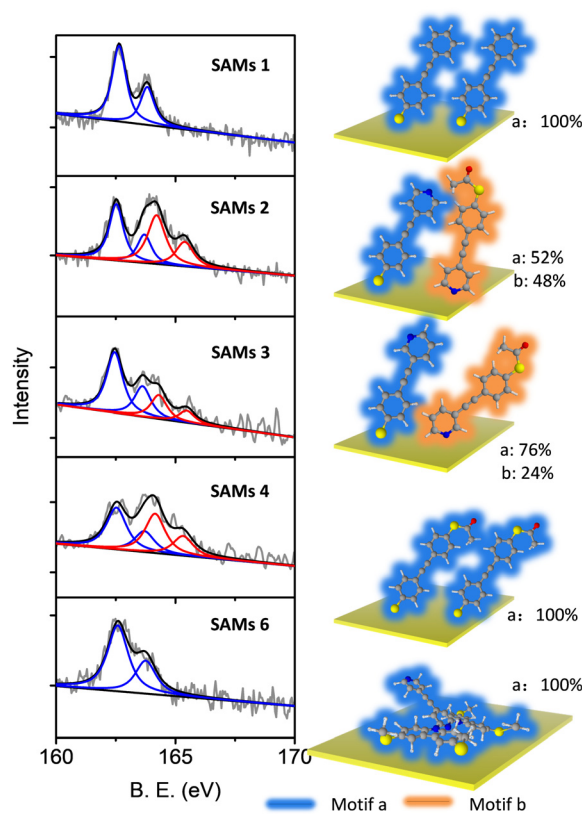 SAMs 1
a: 100%
SAMs 2
a: 52%
b: 48%
SAMs 3
a: 76%
b: 24%
SAMs 4
a: 100%
SAMs 6
a: 100%
Intensity
160 165 170
B. E. (eV)
Motif a Motif b